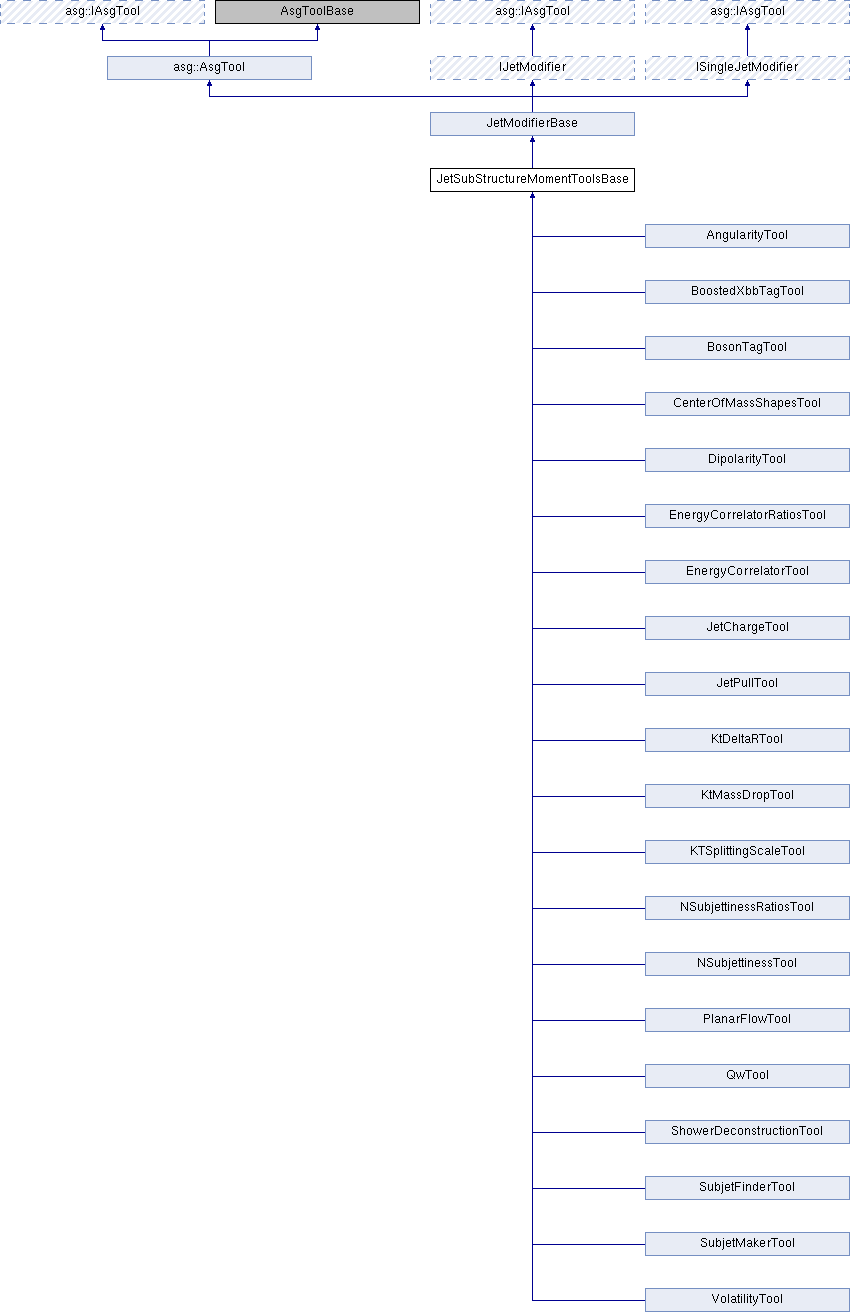 asg::IAsgTool
AsgToolBase
asg::IAsgTool
asg::IAsgTool
asg::AsgTool
IJetModifier
ISingleJetModifier
JetModifierBase
JetSubStructureMomentToolsBase
AngularityTool
BoostedXbbTagTool
BosonTagTool
CenterOfMassShapesTool
DipolarityTool
EnergyCorrelatorRatiosTool
EnergyCorrelatorTool
JetChargeTool
JetPullTool
KtDeltaRTool
KtMassDropTool
KTSplittingScaleTool
NSubjettinessRatiosTool
NSubjettinessTool
PlanarFlowTool
QwTool
ShowerDeconstructionTool
SubjetFinderTool
SubjetMakerTool
VolatilityTool